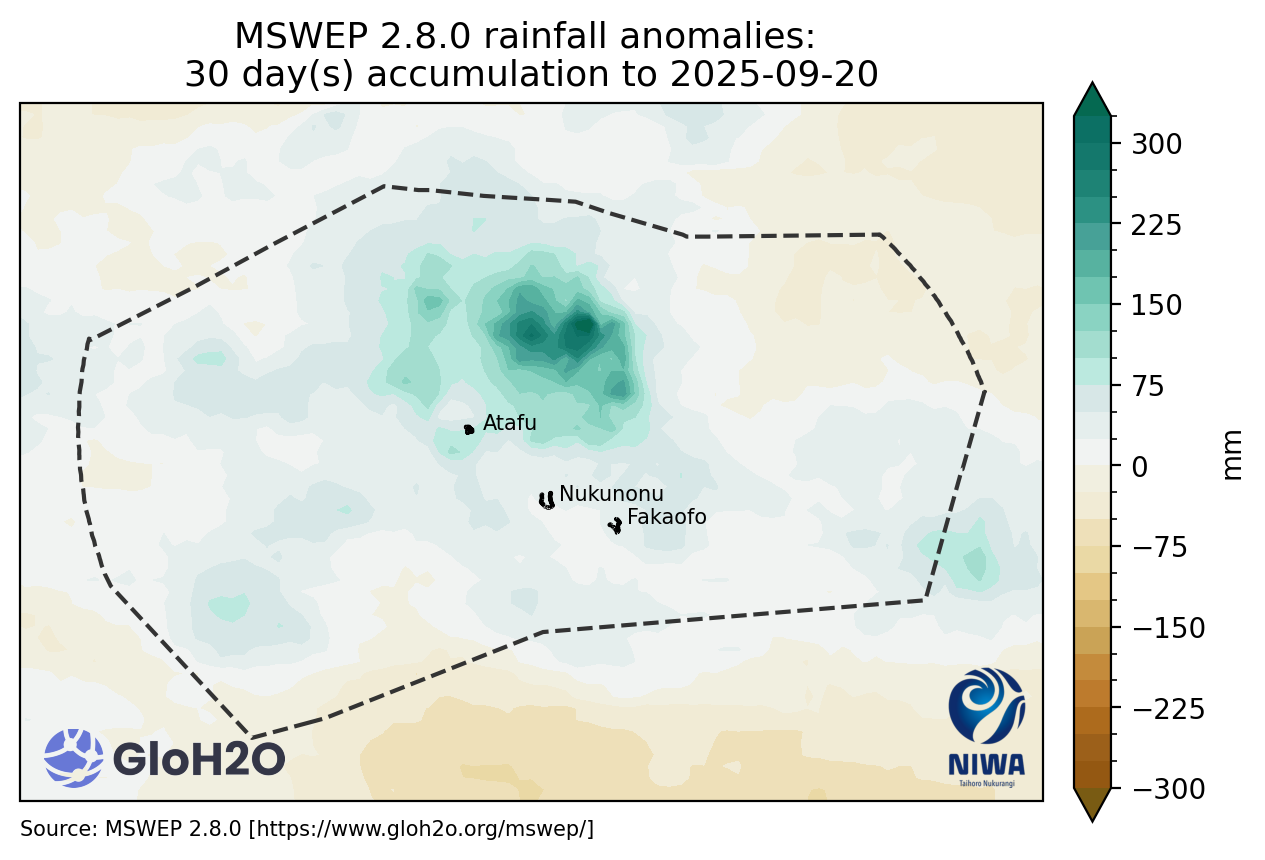 MSWEP 2.8.0 rainfall anomalies:
30 day(s) accumulation to 2025-09-20
300
225
150
75
0
−75
−150
−225
−300
mm
Atafu
Nukunonu
Fakaofo
GloH2O
NIWA
Taihoro Nukurangi
Source: MSWEP 2.8.0 [https://www.gloh2o.org/mswep/]